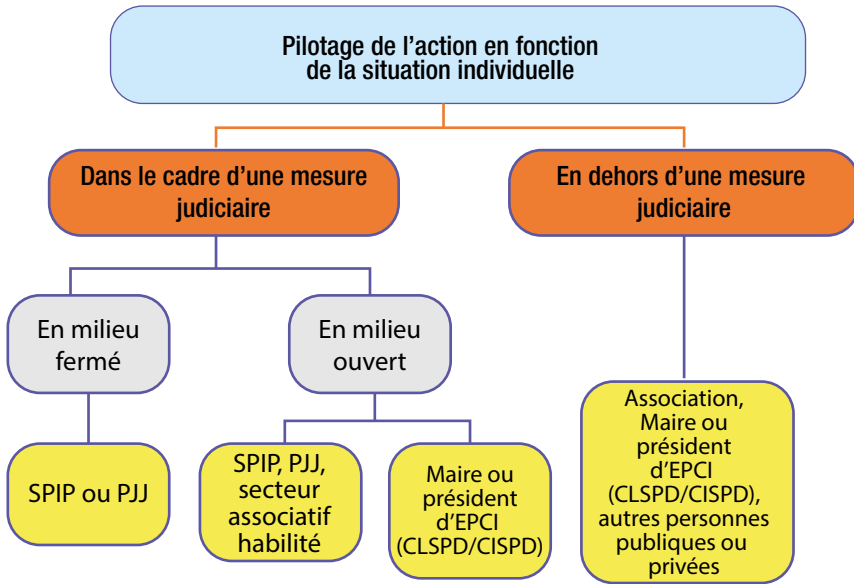 Pilotage de l’action en fonction
de la situation individuelle
Dans le cadre d’une mesure
judiciaire
En dehors d’une mesure
judiciaire
En milieu
fermé
En milieu
ouvert
SPIP ou PJJ
SPIP, PJJ,
secteur
associatif
habilité
Maire ou
président
d’EPCI
(CLSPD/CISPD)
Association,
Maire ou
président
d’EPCI
(CLSPD/CISPD),
autres personnes
publiques ou
privées